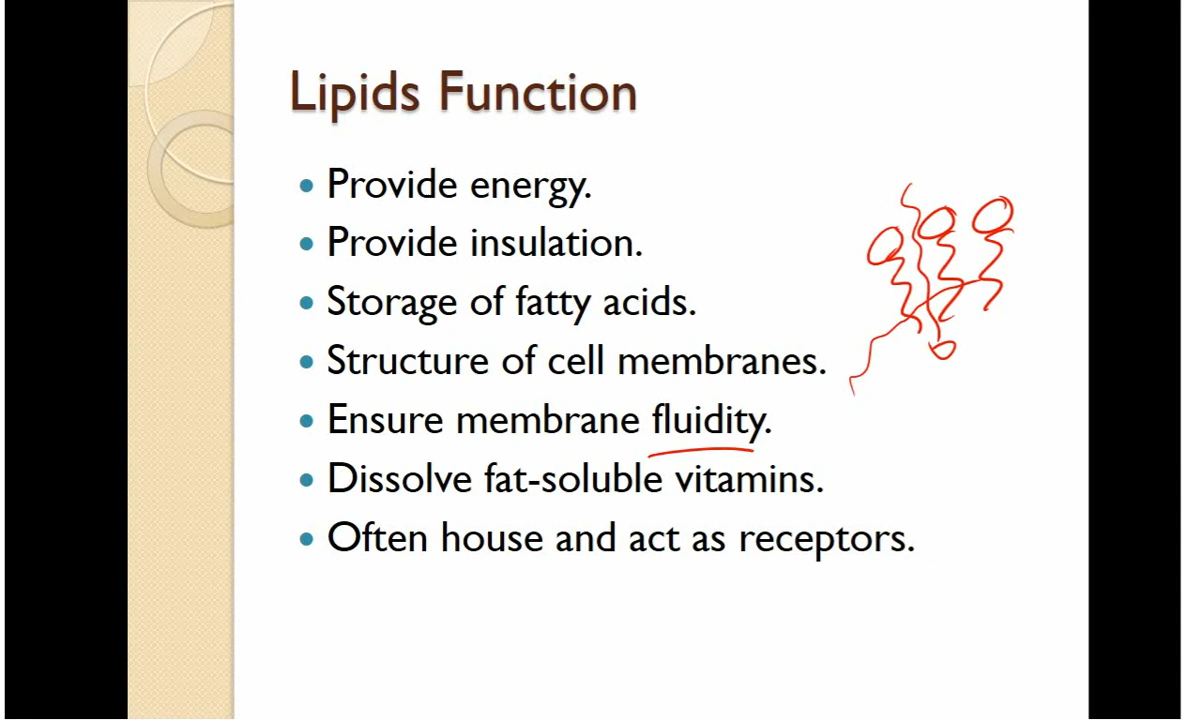 Lipids Function
• Provide energy.
• Provide insulation.
• Storage of fatty acids.
• Structure of cell membranes.
• Ensure membrane fluidity.
• Dissolve fat-soluble vitamins.
• Often house and act as receptors.